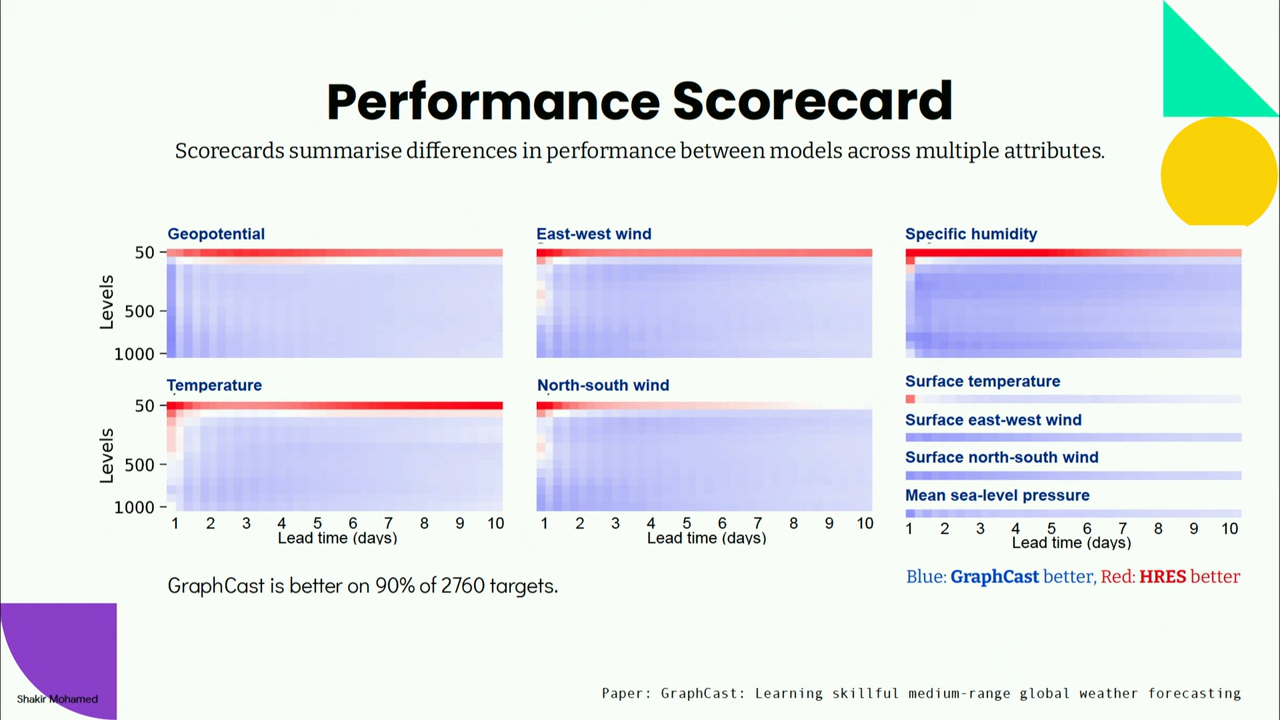 Performance Scorecard
Scorecards summarise differences in performance between models across multiple attributes.
Geopotential
East-west wind
Specific humidity
50
Levels
500
1000
Temperature
North-south wind
Surface temperature
50
Levels
500
1000
Surface east-west wind
Surface north-south wind
Mean sea-level pressure
1 2 3 4 5 6 7 8 9 10
Lead time (days)
1 2 3 4 5 6 7 8 9 10
Lead time (days)
1 2 3 4 5 6 7 8 9 10
Lead time (days)
GraphCast is better on 90% of 2760 targets.
Blue: GraphCast better, Red: HRES better
Shakir Mohamed
Paper: GraphCast: Learning skillful medium-range global weather forecasting